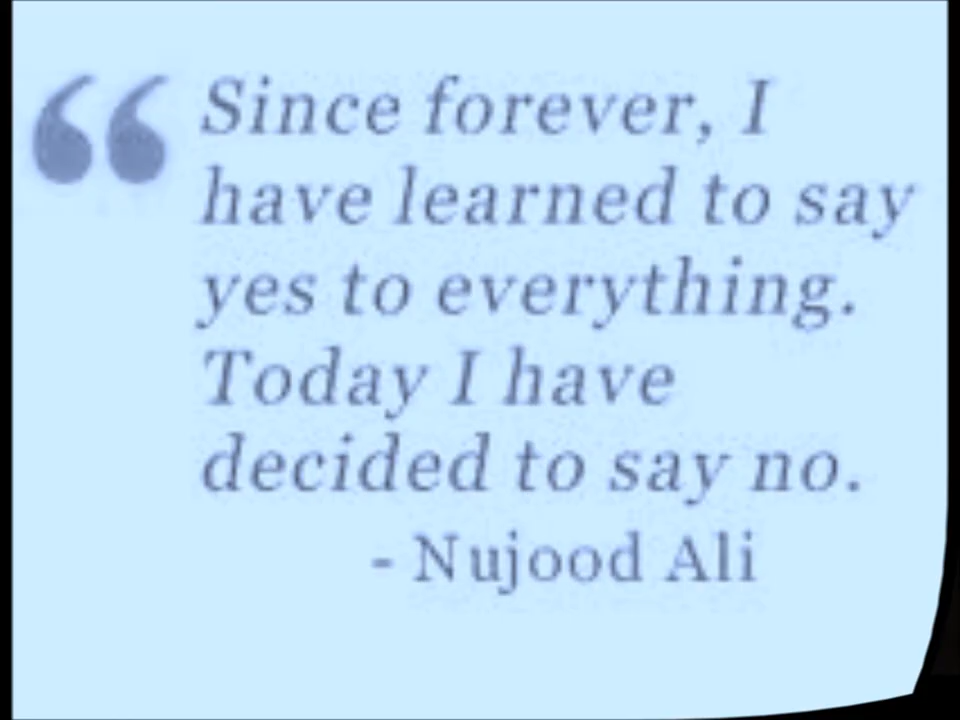 “ Since forever, I
have learned to say
yes to everything.
Today I have
decided to say no.
- Nujood Ali